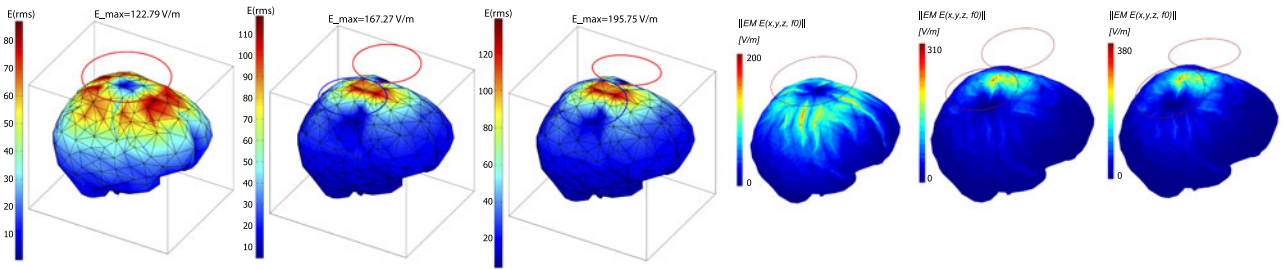 E(rms)
E_max=122.79 V/m
80
70
60
50
40
30
20
10
E(rms)
E_max=167.27 V/m
110
100
90
80
70
60
50
40
30
20
10
E(rms)
E_max=195.75 V/m
120
100
80
60
40
20
||EM E(x,y,z, f0)||
[V/m]
200
0
||EM E(x,y,z, f0)||
[V/m]
310
0
||EM E(x,y,z, f0)||
[V/m]
380
0